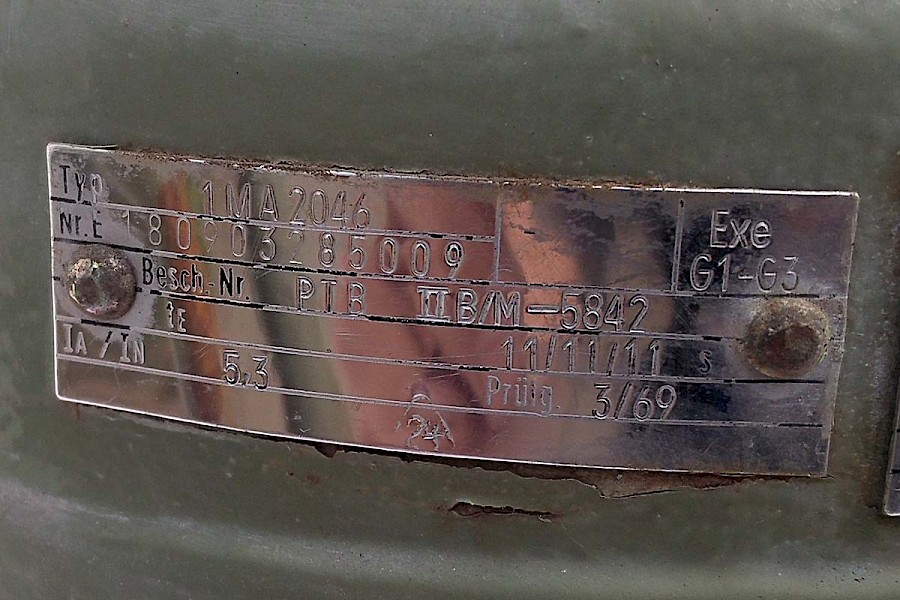 Typ 1MA2046
Nr.E 180903285009
Exe
G1-G3
Besch.-Nr. PTB III B/M-5842
tE 11/11/11 s
IA/IN 5,3
Prüfg. 3/69